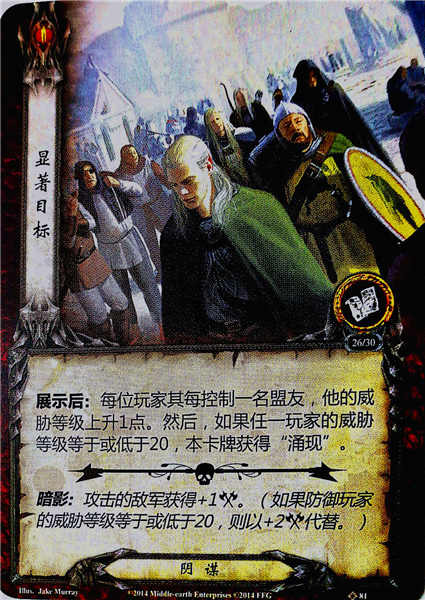 显著目标
26/30
展示后：每位玩家其每控制一名盟友，他的威
胁等级上升1点。然后，如果任一玩家的威胁
等级等于或低于20，本卡牌获得“涌现”。
暗影：攻击的敌军获得+1。（如果防御玩家
的威胁等级等于或低于20，则以+2代替。）
阴谋
Illus. Jake Murray
©2014 Middle-earth Enterprises ©2014 FFG
81